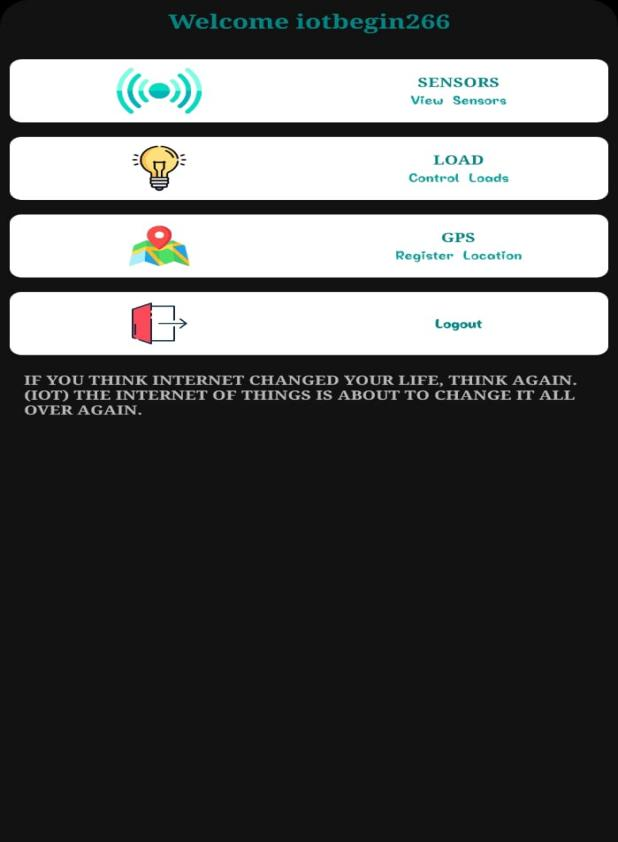 Welcome iotbegin266
SENSORS
View Sensors
LOAD
Control Loads
GPS
Register Location
Logout
IF YOU THINK INTERNET CHANGED YOUR LIFE, THINK AGAIN.
(IOT) THE INTERNET OF THINGS IS ABOUT TO CHANGE IT ALL
OVER AGAIN.